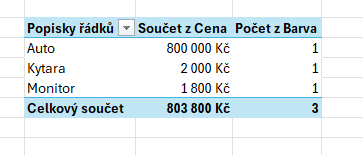 Popisky řádků Součet z Cena Počet z Barva
Auto 800 000 Kč 1
Kytara 2 000 Kč 1
Monitor 1 800 Kč 1
Celkový součet 803 800 Kč 3